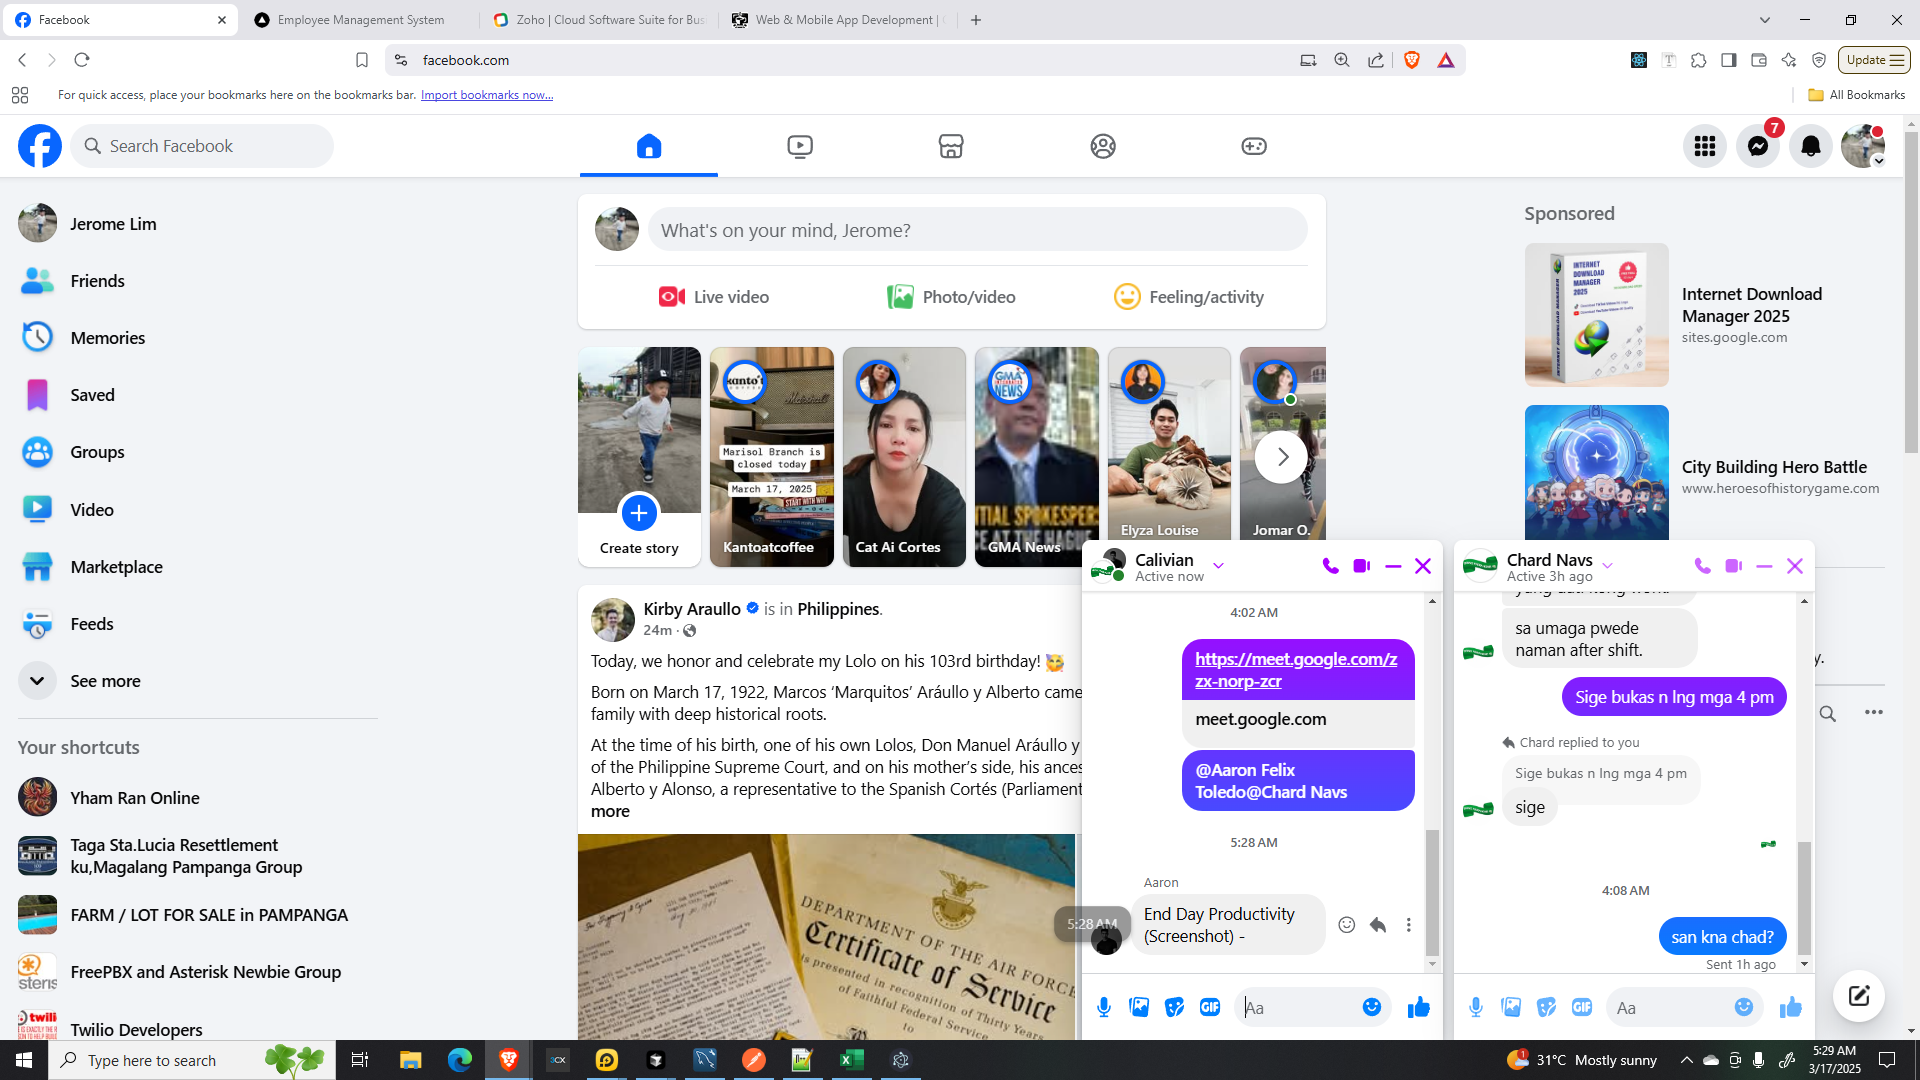 Facebook
Employee Management System
Zoho | Cloud Software Suite for Bus
Web & Mobile App Development |
facebook.com
Update
For quick access, place your bookmarks here on the bookmarks bar. Import bookmarks now...
All Bookmarks
Search Facebook
7
Jerome Lim
Friends
Memories
Saved
Groups
Video
Marketplace
Feeds
See more
Your shortcuts
Yham Ran Online
Taga Sta.Lucia Resettlement
ku,Magalang Pampanga Group
FARM / LOT FOR SALE in PAMPANGA
FreePBX and Asterisk Newbie Group
Twilio Developers
What's on your mind, Jerome?
Live video
Photo/video
Feeling/activity
Create story
Marisol Branch is
closed today
March 17, 2025
START WITH WHY
Kantoatcoffee
Cat Ai Cortes
GMA
NEWS
GMA News
Elyza Louise
Jomar O.
Kirby Araullo is in Philippines.
24m
Today, we honor and celebrate my Lolo on his 103rd birthday! 🥰
Born on March 17, 1922, Marcos ‘Marquitos’ Aráullo y Alberto came
family with deep historical roots.
At the time of his birth, one of his own Lolos, Don Manuel Aráullo y
of the Philippine Supreme Court, and on his mother’s side, his ances
Alberto y Alonso, a representative to the Spanish Cortés (Parliament
more
DEPARTMENT OF THE AIR FORCE
Certificate of Service
is presented in recognition of Thirty Years
of Faithful Federal Service
to
Sponsored
INTERNET
DOWNLOAD
MANAGER
2025
Internet Download
Manager 2025
sites.google.com
City Building Hero Battle
www.heroesofhistorygame.com
y.
Calivian
Active now
4:02 AM
https://meet.google.com/z
zx-norp-zcr
meet.google.com
@Aaron Felix
Toledo@Chard Navs
5:28 AM
Aaron
5:28 AM
End Day Productivity
(Screenshot) -
GIF
Aa
Chard Navs
Active 3h ago
sa umaga pwede
naman after shift.
Sige bukas n lng mga 4 pm
Chard replied to you
Sige bukas n lng mga 4 pm
sige
4:08 AM
san kna chad?
Sent 1h ago
GIF
Aa
Type here to search
31°C Mostly sunny
5:29 AM
3/17/2025